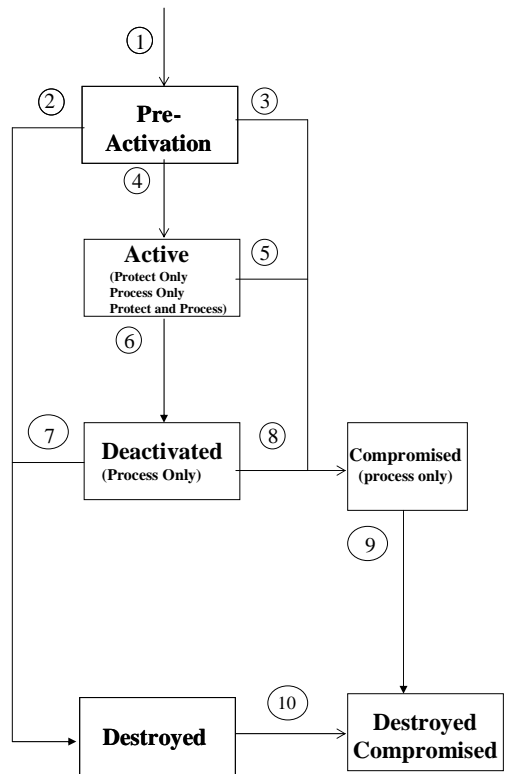 1
2
3
Pre-
Activation
4
Active
(Protect Only
Process Only
Protect and Process)
5
6
7
Deactivated
(Process Only)
8
Compromised
(process only)
9
Destroyed
10
Destroyed
Compromised